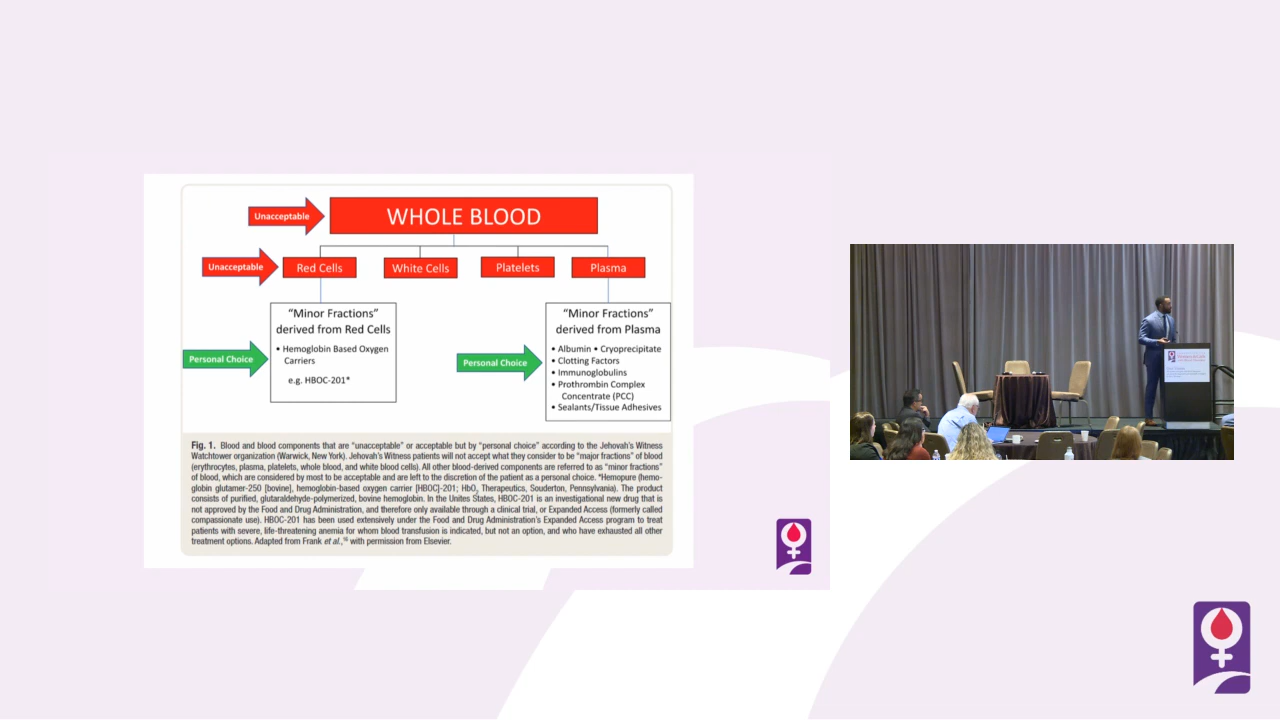 Unacceptable
WHOLE BLOOD
Unacceptable
Red Cells
White Cells
Platelets
Plasma
"Minor Fractions"
derived from Red Cells
• Hemoglobin Based Oxygen
Carriers
e.g. HBOC-201*
Personal Choice
"Minor Fractions"
derived from Plasma
• Albumin • Cryoprecipitate
• Clotting Factors
• Immunoglobulins
• Prothrombin Complex
Concentrate (PCC)
• Sealants/Tissue Adhesives
Personal Choice
Fig. 1. Blood and blood components that are "unacceptable" or acceptable but by "personal choice" according to the Jehovah's Witness
Watchtower organization (Warwick, New York). Jehovah's Witness patients will not accept what they consider to be "major fractions" of blood
(erythrocytes, plasma, platelets, whole blood, and white blood cells). All other blood-derived components are referred to as "minor fractions"
of blood, which are considered by most to be acceptable and are left to the discretion of the patient as a personal choice. *Hemopure (hemo-
globin glutamer-250 [bovine], hemoglobin-based oxygen carrier [HBOC]-201; HbO2 Therapeutics, Souderton, Pennsylvania). The product
consists of purified, glutaraldehyde-polymerized, bovine hemoglobin. In the Unites States, HBOC-201 is an investigational new drug that is
not approved by the Food and Drug Administration, and therefore only available through a clinical trial, or Expanded Access (formerly called
compassionate use). HBOC-201 has been used extensively under the Food and Drug Administration's Expanded Access program to treat
patients with severe, life-threatening anemia for whom blood transfusion is indicated, but not an option, and who have exhausted all other
treatment options. Adapted from Frank et al.,16 with permission from Elsevier.